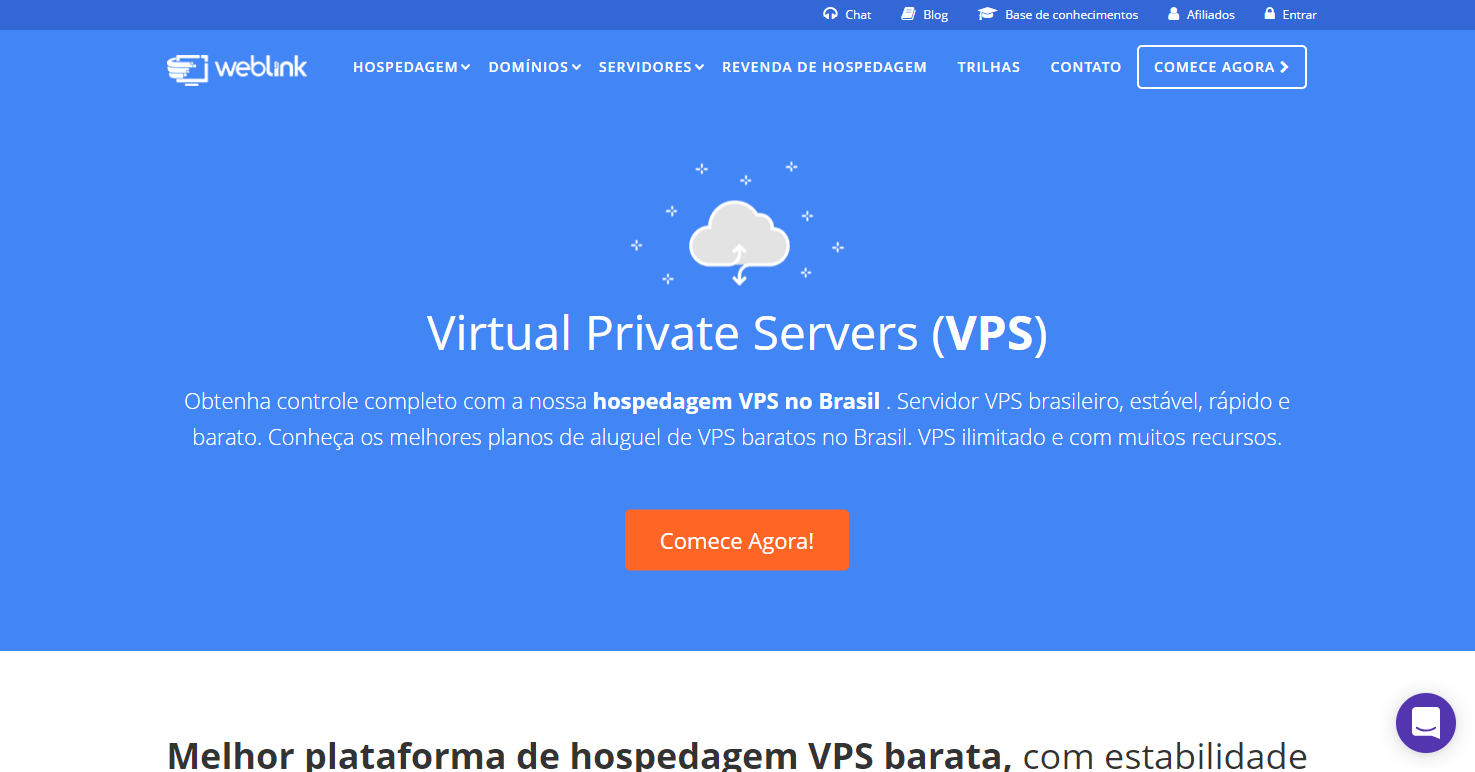 Chat Blog Base de conhecimentos Afiliados Entrar
weblink HOSPEDAGEM DOMÍNIOS SERVIDORES REVENDA DE HOSPEDAGEM TRILHAS CONTATO COMECE AGORA
Virtual Private Servers (VPS)
Obtenha controle completo com a nossa hospedagem VPS no Brasil . Servidor VPS brasileiro, estável, rápido e
barato. Conheça os melhores planos de aluguel de VPS baratos no Brasil. VPS ilimitado e com muitos recursos.
Comece Agora!
Melhor plataforma de hospedagem VPS barata, com estabilidade